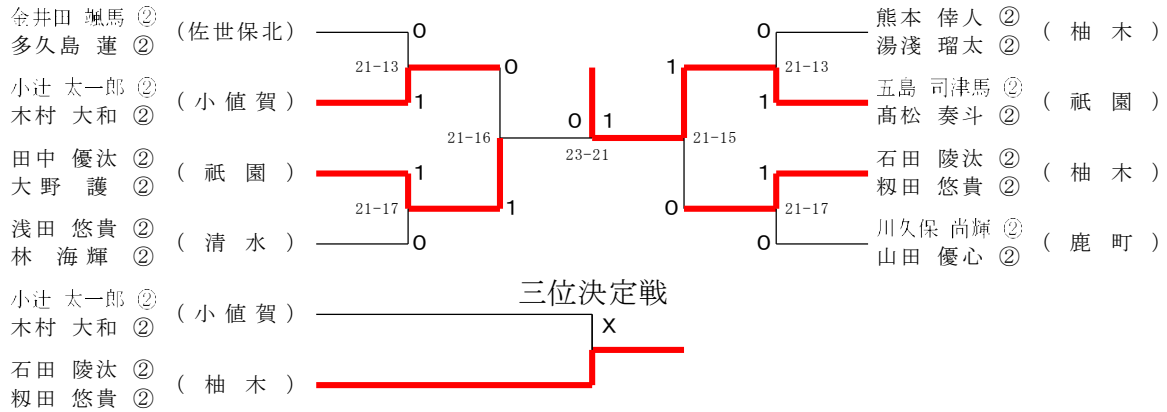 金井田 颯馬 ②
多久島 蓮 ②
(佐世保北)
0
21-13
0
小辻 太一郎 ②
木村 大和 ②
(小値賀)
1
21-16
田中 優汰 ②
大野 護 ②
(祇園)
1
21-17
1
浅田 悠貴 ②
林 海輝 ②
(清水)
0
0 1
23-21
熊本 倖人 ②
湯淺 瑠太 ②
(柚木)
0
21-13
1
五島 司津馬 ②
髙松 奏斗 ②
(祇園)
1
21-15
石田 陵汰 ②
籾田 悠貴 ②
(柚木)
1
21-17
0
川久保 尚輝 ②
山田 優心 ②
(鹿町)
0
三位決定戦
小辻 太一郎 ②
木村 大和 ②
(小値賀)
X
石田 陵汰 ②
籾田 悠貴 ②
(柚木)